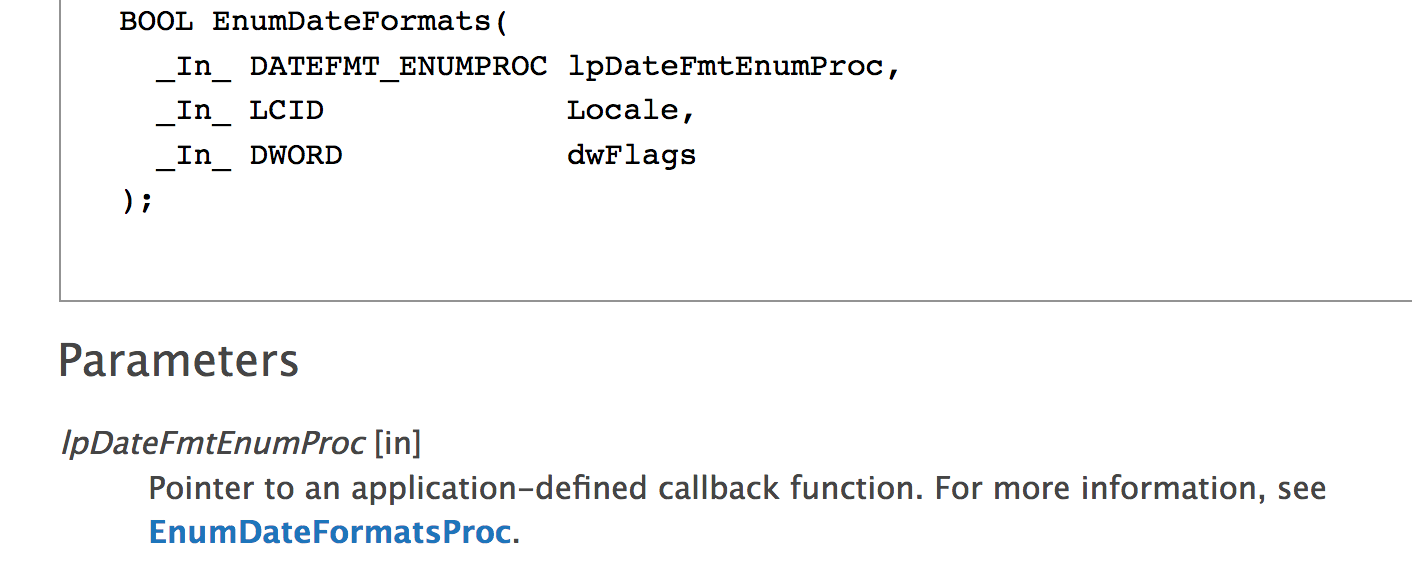 BOOL EnumDateFormats(
_In_ DATEFMT_ENUMPROC lpDateFmtEnumProc,
_In_ LCID Locale,
_In_ DWORD dwFlags
);
Parameters
lpDateFmtEnumProc [in]
Pointer to an application-defined callback function. For more information, see
EnumDateFormatsProc.